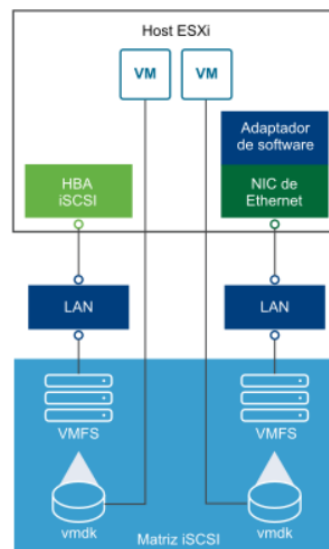 Host ESXi
VM
VM
HBA
iSCSI
Adaptador
de software
NIC de
Ethernet
LAN
LAN
VMFS
VMFS
vmdk
Matriz iSCSI
vmdk